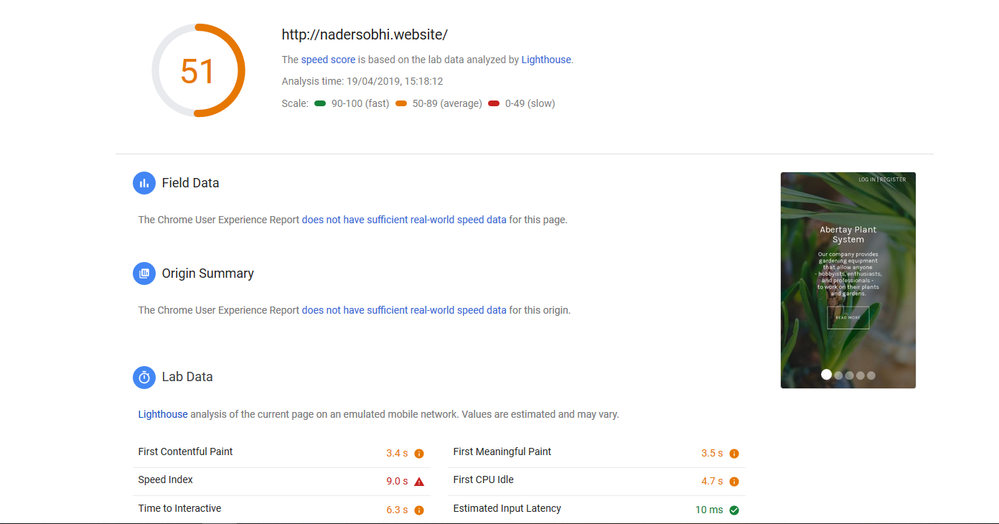 51
http://nadersobhi.website/
The speed score is based on the lab data analyzed by Lighthouse.
Analysis time: 19/04/2019, 15:18:12
Scale: 90-100 (fast) 50-89 (average) 0-49 (slow)
Field Data
The Chrome User Experience Report does not have sufficient real-world speed data for this page.
Origin Summary
The Chrome User Experience Report does not have sufficient real-world speed data for this origin.
LOG IN | REGISTER
Abertay Plant
System
Our company provides
gardening equipment
that allow anyone
- hobbyists, enthusiasts,
and professionals -
to work on their plants
and gardens.
READ MORE
Lab Data
Lighthouse analysis of the current page on an emulated mobile network. Values are estimated and may vary.
First Contentful Paint 3.4 s
First Meaningful Paint 3.5 s
Speed Index 9.0 s
First CPU Idle 4.7 s
Time to Interactive 6.3 s
Estimated Input Latency 10 ms